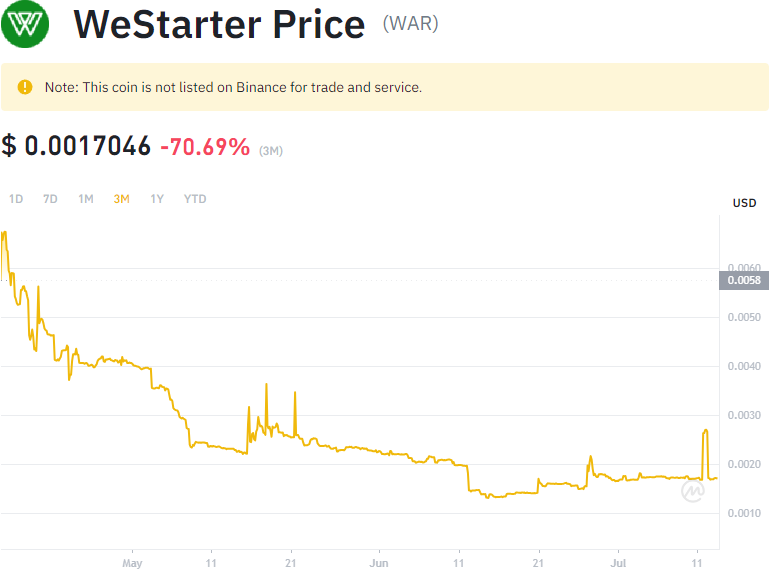 WeStarter Price (WAR)
Note: This coin is not listed on Binance for trade and service.
$ 0.0017046 -70.69% (3M)
1D 7D 1M 3M 1Y YTD
USD
0.0060
0.0058
0.0050
0.0040
0.0030
0.0020
0.0010
May 11 21 Jun 11 21 Jul 11